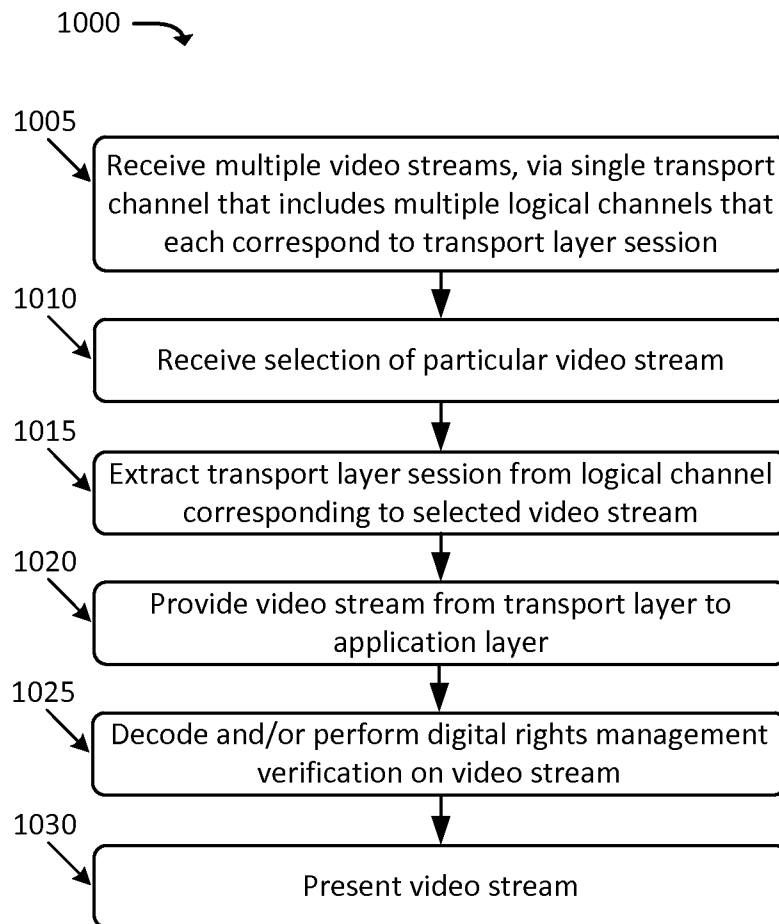 1000
1005
Receive multiple video streams, via single transport
channel that includes multiple logical channels that
each correspond to transport layer session
1010
Receive selection of particular video stream
1015
Extract transport layer session from logical channel
corresponding to selected video stream
1020
Provide video stream from transport layer to
application layer
1025
Decode and/or perform digital rights management
verification on video stream
1030
Present video stream